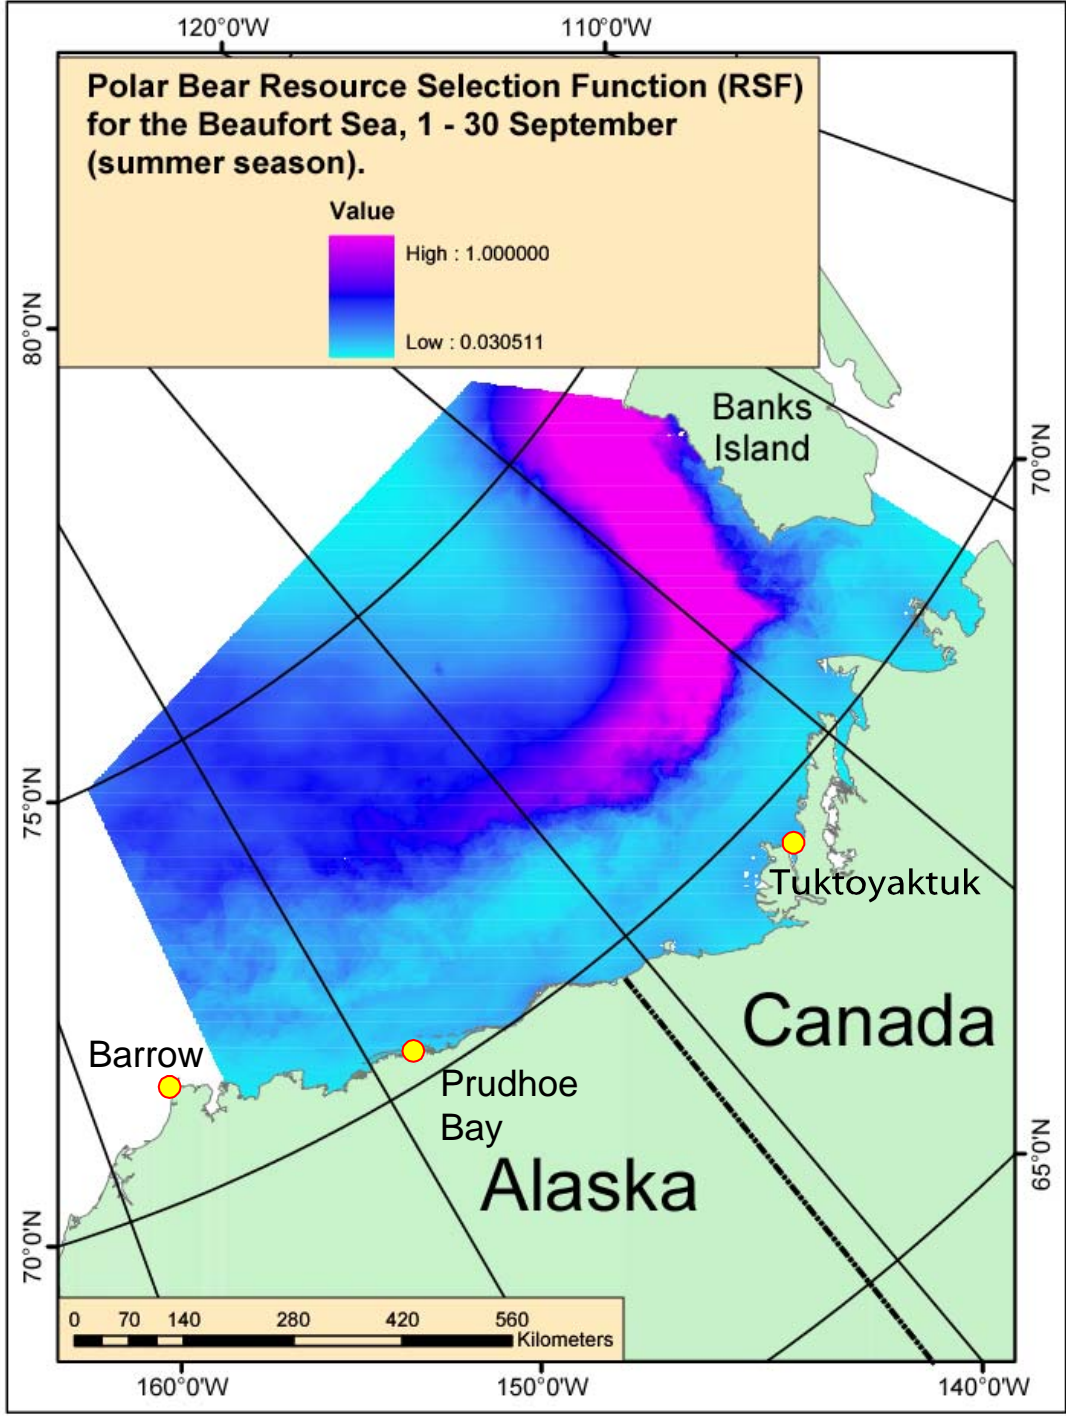 120°0'W
110°0'W
Polar Bear Resource Selection Function (RSF)
for the Beaufort Sea, 1 - 30 September
(summer season).
Value
High : 1.000000
Low : 0.030511
80°0'N
Banks
Island
70°0'N
75°0'N
Tuktoyaktuk
Canada
Barrow
Prudhoe
Bay
Alaska
65°0'N
70°0'N
0 70 140 280 420 560
Kilometers
160°0'W
150°0'W
140°0'W